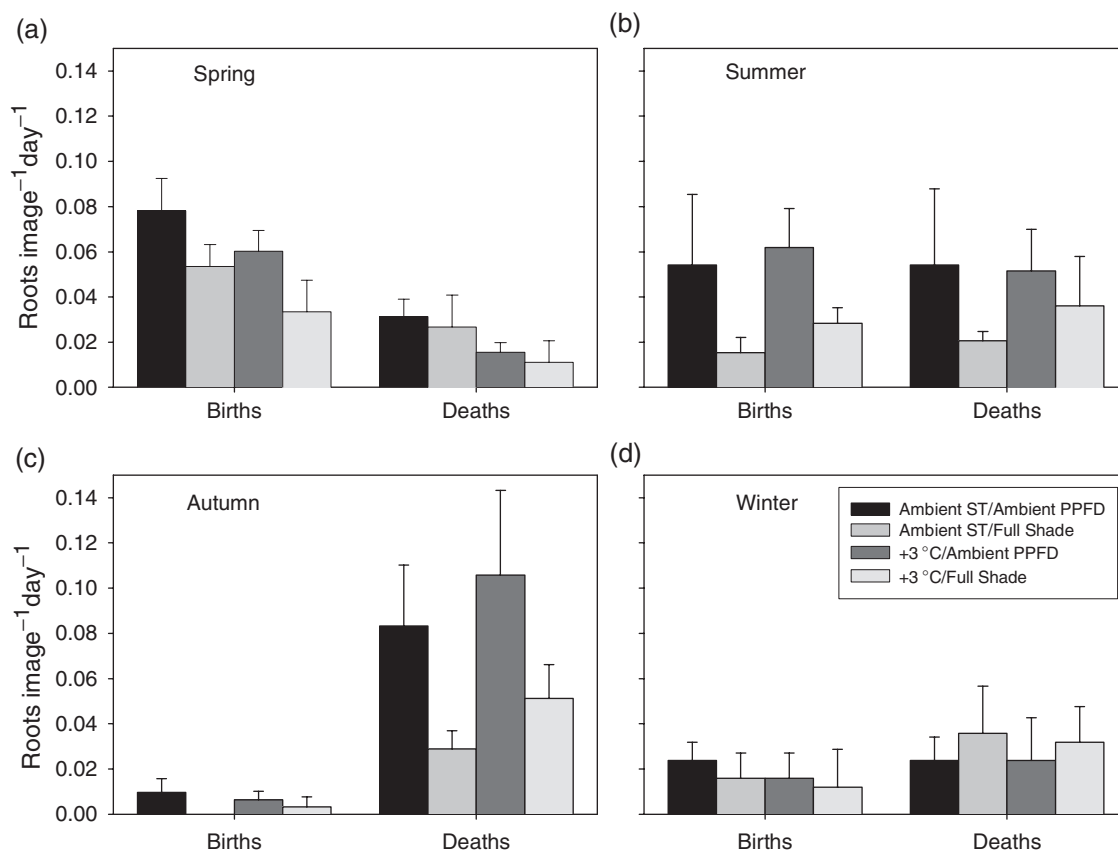 (a)
Spring
Roots image⁻¹day⁻¹
0.14
0.12
0.10
0.08
0.06
0.04
0.02
0.00
Births Deaths
(b)
Summer
Births Deaths
(c)
Autumn
Roots image⁻¹day⁻¹
0.14
0.12
0.10
0.08
0.06
0.04
0.02
0.00
Births Deaths
(d)
Winter
Ambient ST/Ambient PPFD
Ambient ST/Full Shade
+3 °C/Ambient PPFD
+3 °C/Full Shade
Births Deaths